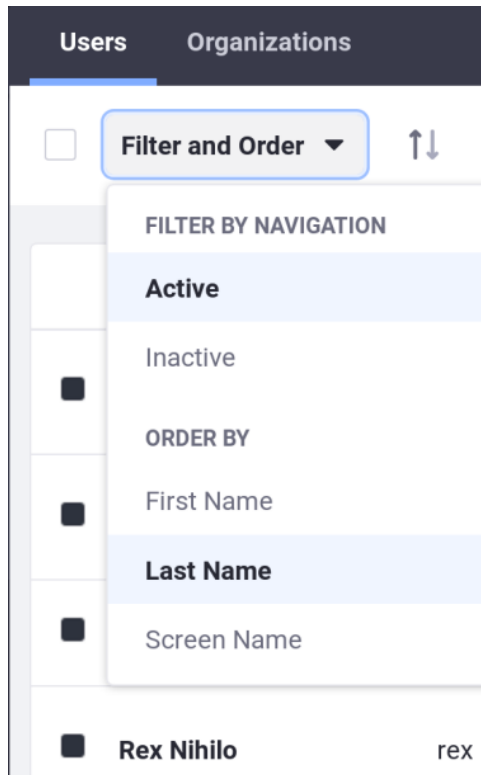 Users Organizations
Filter and Order
FILTER BY NAVIGATION
Active
Inactive
ORDER BY
First Name
Last Name
Screen Name
Rex Nihilo rex